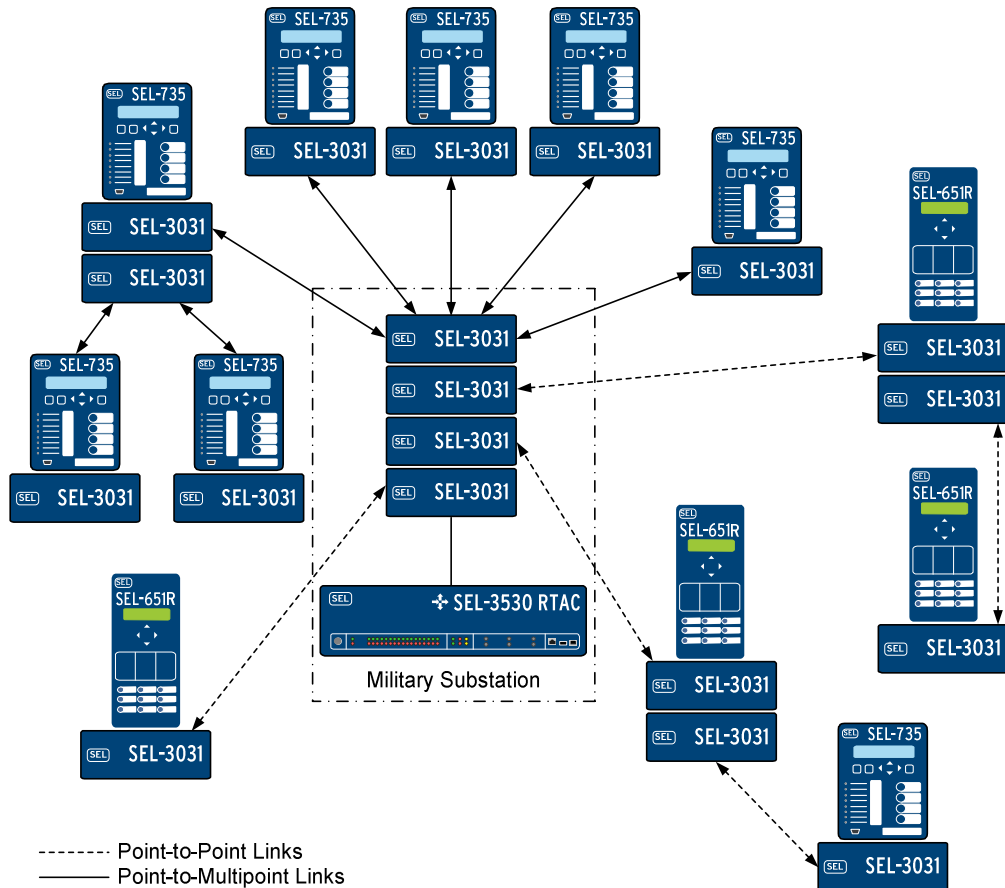 SEL SEL-735
SEL SEL-735
SEL SEL-735
SEL SEL-3031
SEL SEL-3031
SEL SEL-3031
SEL SEL-735
SEL SEL-3031
SEL SEL-3031
SEL SEL-735
SEL SEL-3031
SEL
SEL-651R
SEL SEL-3031
SEL SEL-3031
SEL SEL-735
SEL SEL-3031
SEL SEL-735
SEL SEL-3031
SEL SEL-3031
SEL SEL-3031
SEL SEL-3031
SEL SEL-3031
SEL
SEL-651R
SEL SEL-3031
SEL
SEL-651R
SEL SEL-3031
SEL SEL-3031
SEL SEL-3530 RTAC
Military Substation
SEL
SEL-651R
SEL SEL-3031
SEL SEL-735
SEL SEL-3031
Point-to-Point Links
Point-to-Multipoint Links